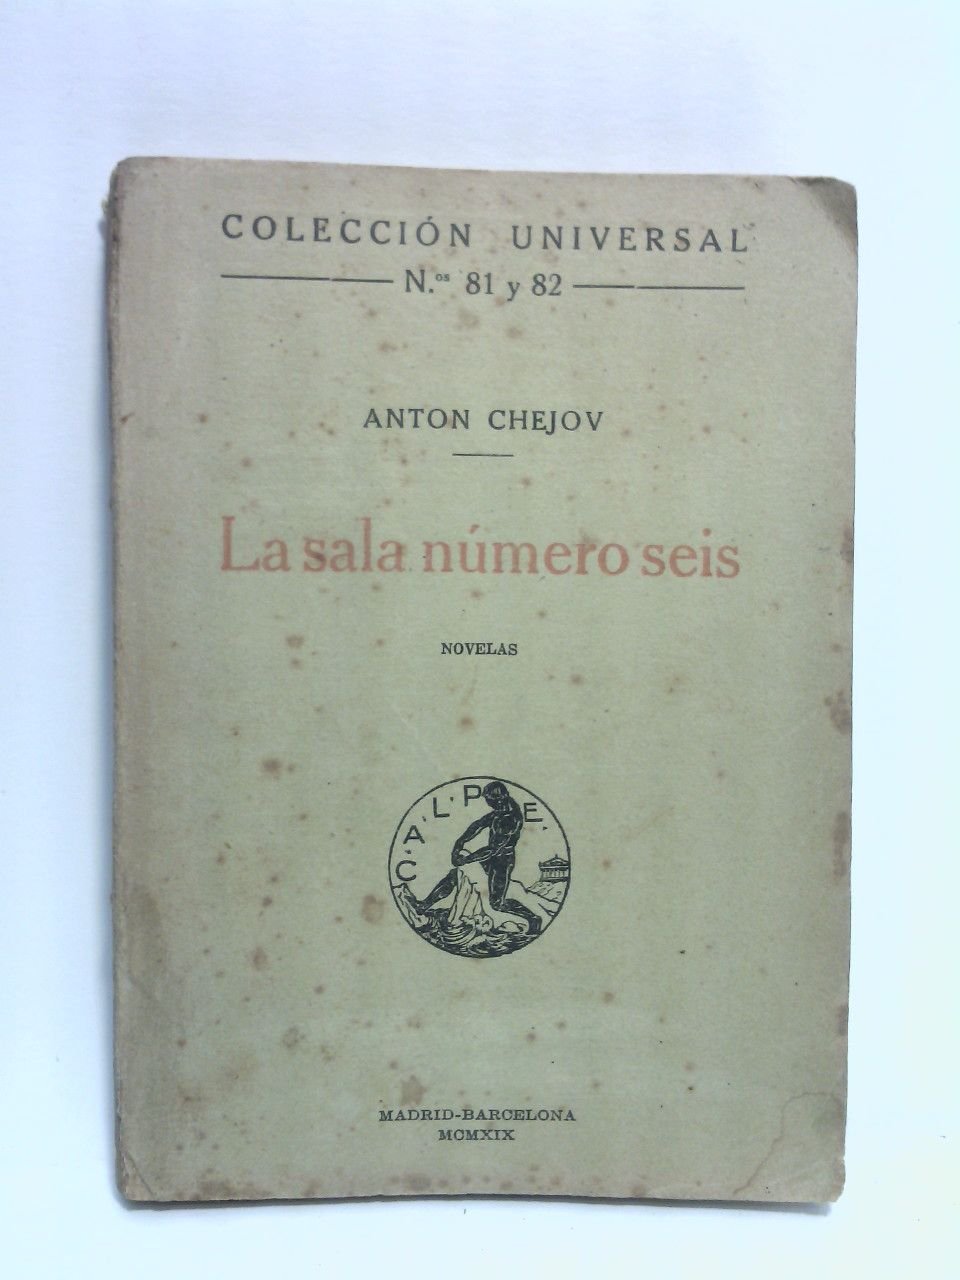 COLECCIÓN UNIVERSAL
N.os 81 y 82
ANTON CHEJOV
La sala número seis
NOVELAS
C·A·L·P·E·
MADRID-BARCELONA
MCMXIX